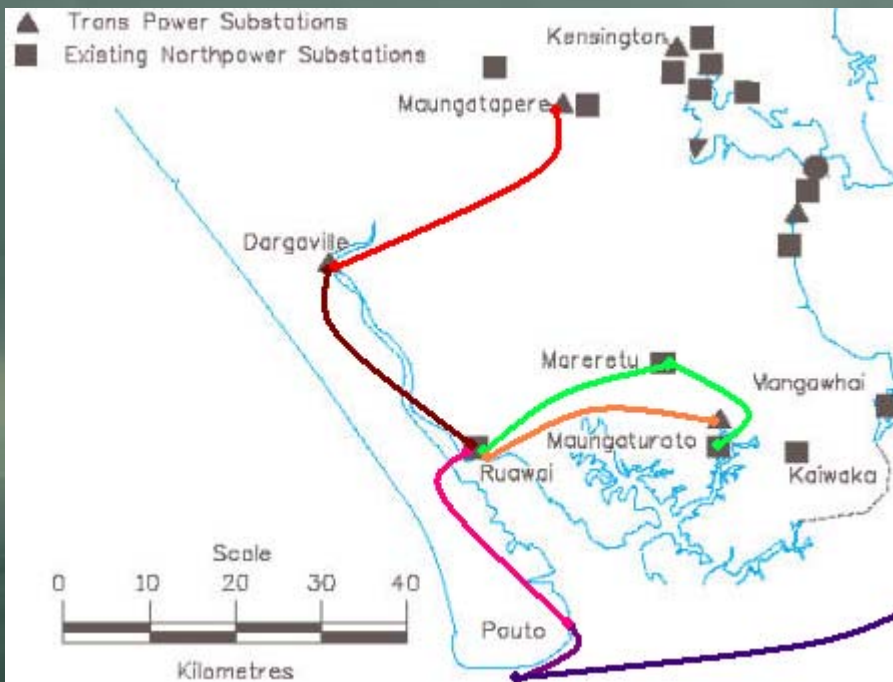 Trans Power Substations
Existing Northpower Substations
Kensington
Maungatapere
Dargaville
Mareretu
Mangawhai
Maungaturoto
Ruawai
Kaiwaka
Scale
0 10 20 30 40
Kilometres
Pouto